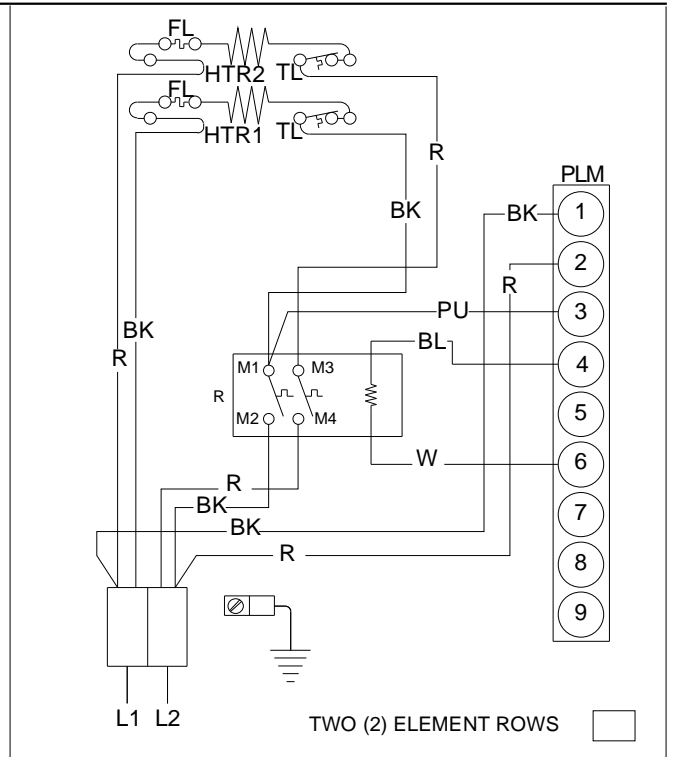 FL
HTR2 TL
FL
HTR1 TL
R
PLM
BK
BK 1
2
R
PU 3
BK
R
BL
4
M1 M3
R
M2 M4
5
W 6
R
BK
BK
7
R
8
9
L1 L2
TWO (2) ELEMENT ROWS